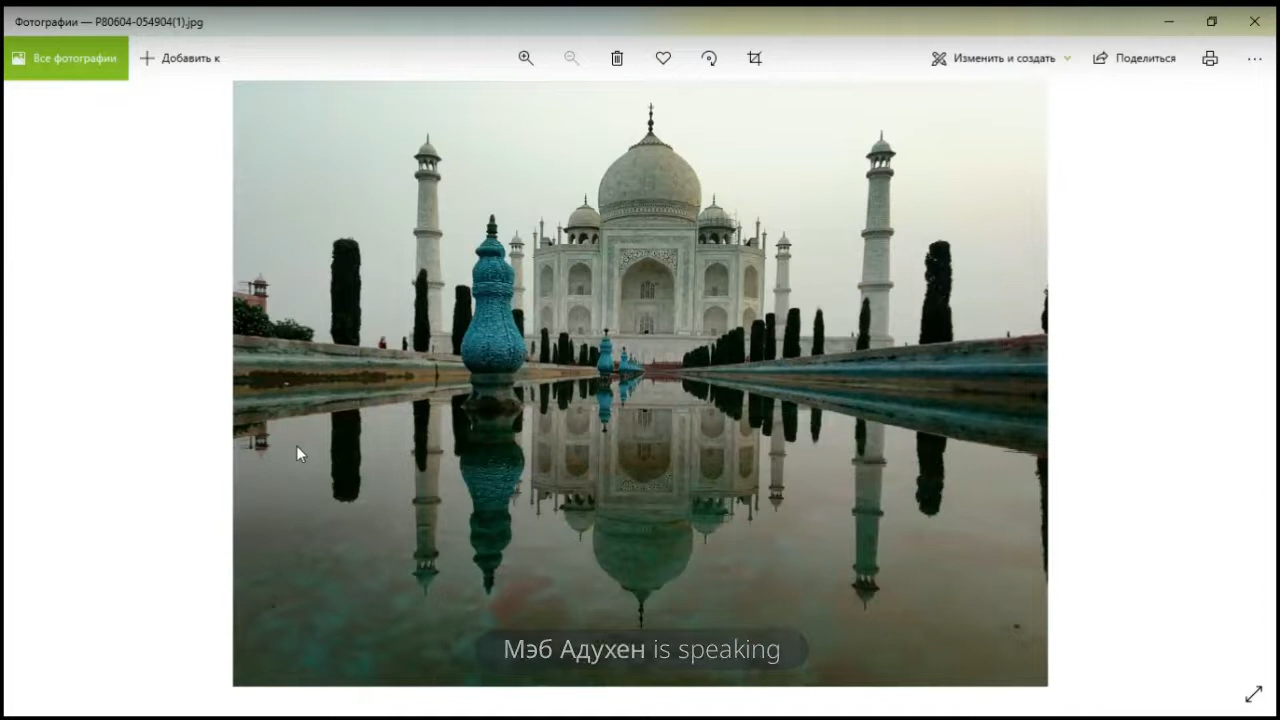 Фотографии — P80604-054904(1).jpg
Все фотографии
Добавить к
Изменить и создать
Поделиться
Мэб Адухен is speaking